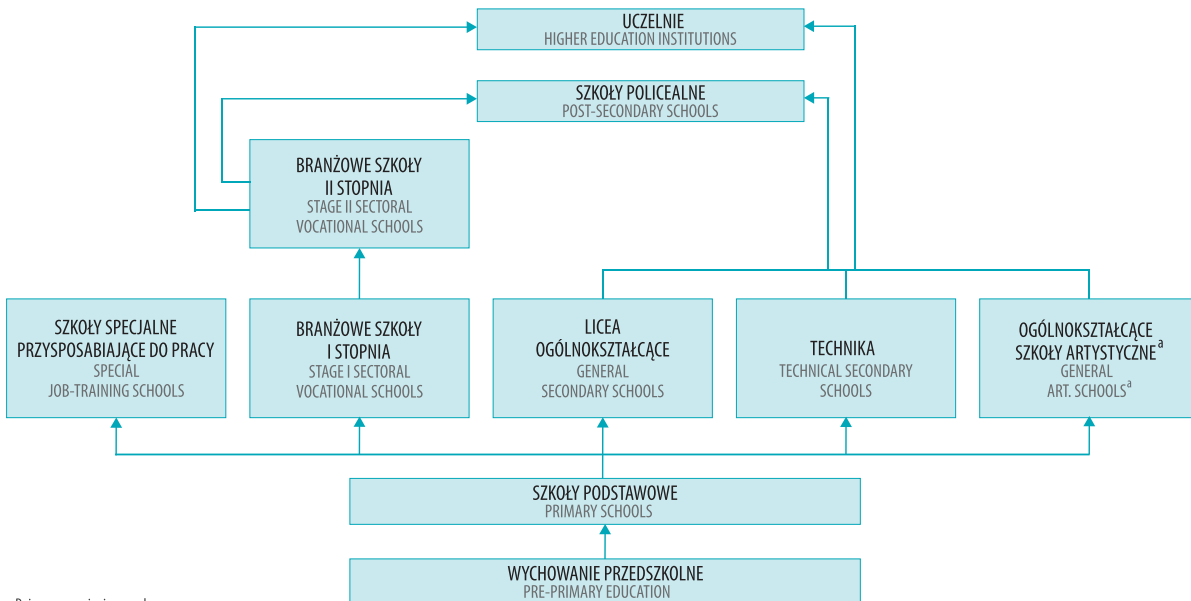 UCZELNIE
HIGHER EDUCATION INSTITUTIONS
SZKOŁY POLICEALNE
POST-SECONDARY SCHOOLS
BRANŻOWE SZKOŁY
II STOPNIA
STAGE II SECTORAL
VOCATIONAL SCHOOLS
SZKOŁY SPECJALNE
PRZYSPOSABIAJĄCE DO PRACY
SPECIAL
JOB-TRAINING SCHOOLS
BRANŻOWE SZKOŁY
I STOPNIA
STAGE I SECTORAL
VOCATIONAL SCHOOLS
LICEA
OGÓLNOKSZTAŁCĄCE
GENERAL
SECONDARY SCHOOLS
TECHNIKA
TECHNICAL SECONDARY
SCHOOLS
OGÓLNOKSZTAŁCĄCE
SZKOŁY ARTYSTYCZNE a
GENERAL
ART. SCHOOLS a
SZKOŁY PODSTAWOWE
PRIMARY SCHOOLS
WYCHOWANIE PRZEDSZKOLNE
PRE-PRIMARY EDUCATION